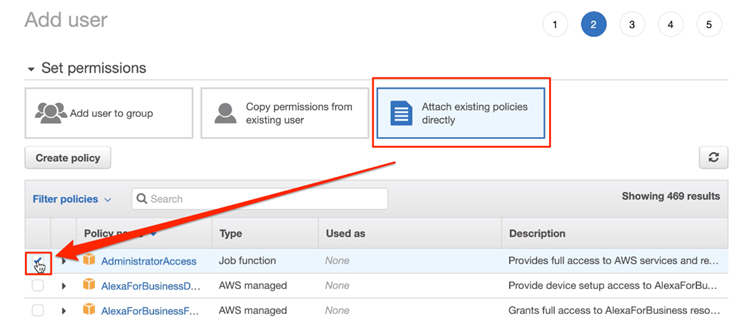 Add user
1 2 3 4 5
Set permissions
Add user to group
Copy permissions from
existing user
Attach existing policies
directly
Create policy
Filter policies
Search
Showing 469 results
Type Used as Description
AdministratorAccess Job function None Provides full access to AWS services and re...
AlexaForBusinessD... AWS managed None Provide device setup access to AlexaForBu...
AlexaForBusinessF... AWS managed None Grants full access to AlexaForBusiness reso...